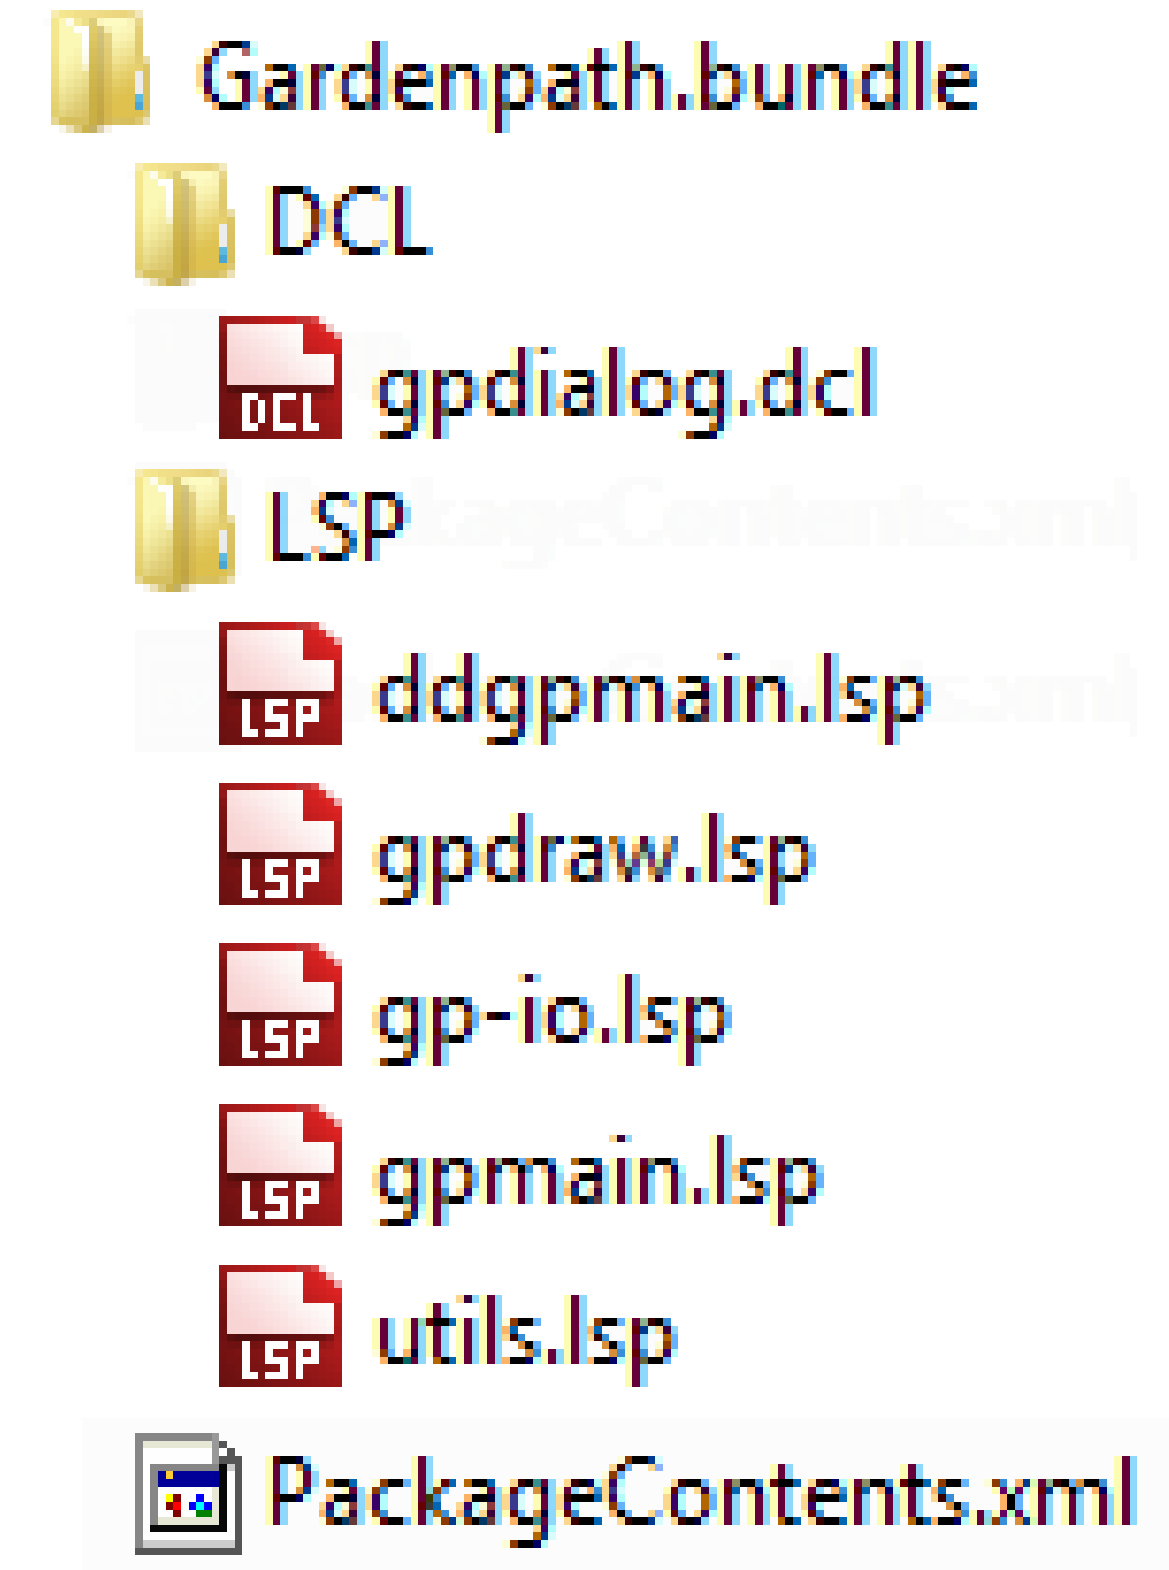 Gardenpath.bundle
DCL
DCL gpdialog.dcl
LSP
LSP ddgpmain.lsp
LSP gpdraw.lsp
LSP gp-io.lsp
LSP gpmain.lsp
LSP utils.lsp
PackageContents.xml